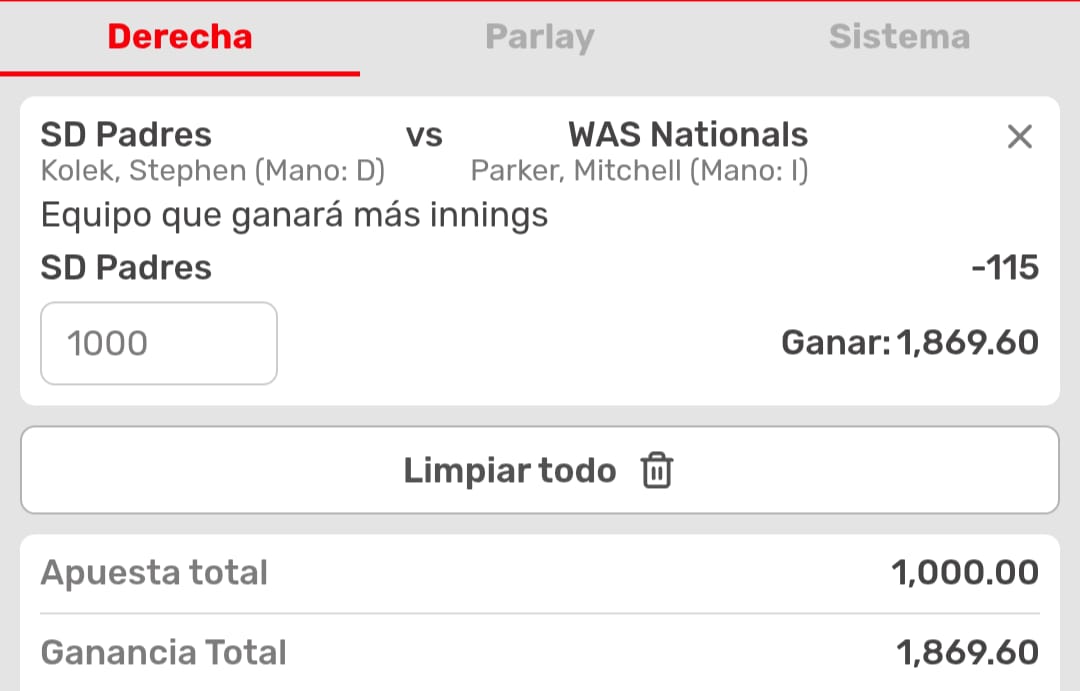 Derecha Parlay Sistema
SD Padres vs WAS Nationals
Kolek, Stephen (Mano: D) Parker, Mitchell (Mano: I)
Equipo que ganará más innings
SD Padres -115
1000 Ganar: 1,869.60
Limpiar todo
Apuesta total 1,000.00
Ganancia Total 1,869.60